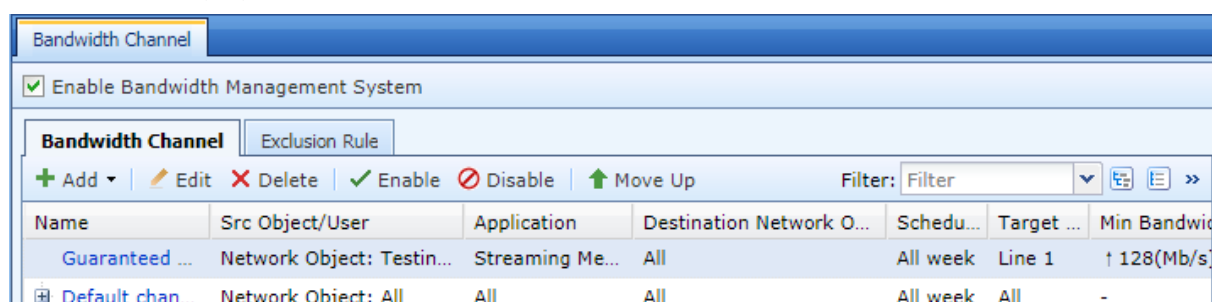 Bandwidth Channel
Enable Bandwidth Management System
Bandwidth Channel Exclusion Rule
Add Edit Delete Enable Disable Move Up Filter: Filter »
Name Src Object/User Application Destination Network O... Schedu... Target ... Min Bandwid
Guaranteed ... Network Object: Testin... Streaming Me... All All week Line 1 ↑ 128(Mb/s)
Default chan... Network Object: All All All All week All -